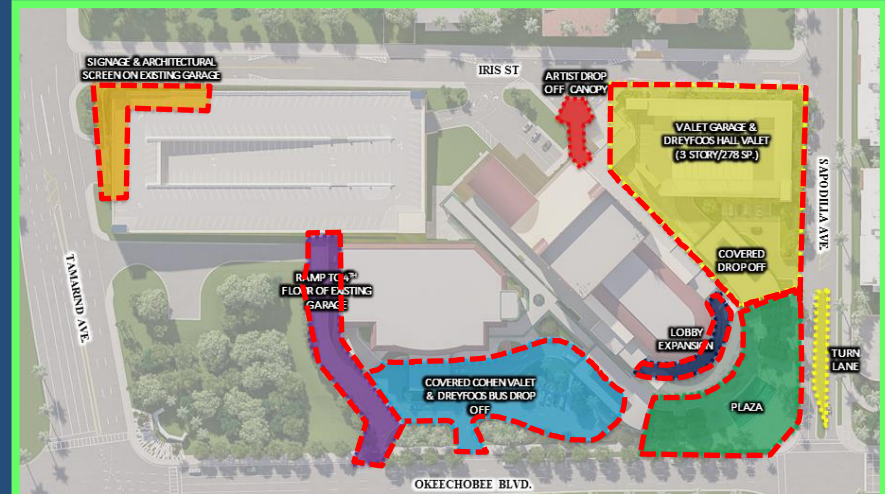 SIGNAGE & ARCHITECTURAL
SCREEN ON EXISTING GARAGE
IRIS ST
ARTIST DROP
OFF CANOPY
VALET GARAGE &
DREYFOOS HALL VALET
(3 STORY/278 SP.)
SAPODILLA AVE.
TAMARIND AVE.
COVERED
DROP OFF
RAMP TO 4TH
FLOOR OF EXISTING
GARAGE
LOBBY
EXPANSION
TURN
LANE
COVERED COHEN VALET
& DREYFOOS BUS DROP
OFF
PLAZA
OKEECHOBEE BLVD.